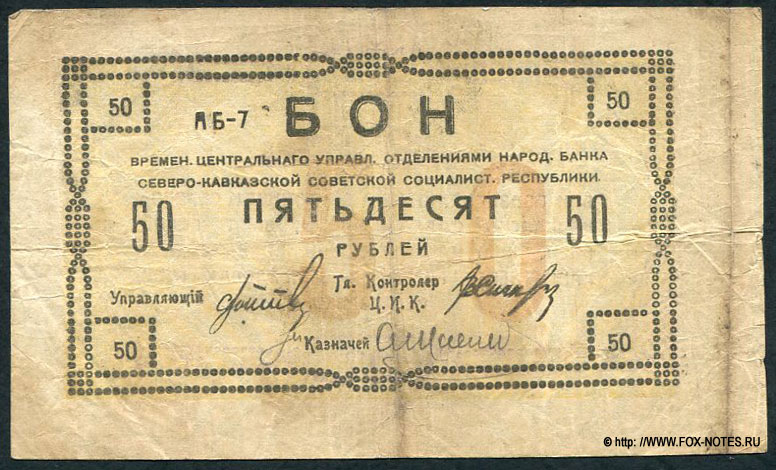 50 50
АБ-7 БОН
ВРЕМЕН. ЦЕНТРАЛЬНАГО УПРАВЛ. ОТДЕЛЕНИЯМИ НАРОД. БАНКА
СЕВЕРО-КАВКАЗСКОЙ СОВЕТСКОЙ СОЦИАЛИСТ. РЕСПУБЛИКИ.
50 ПЯТЬДЕСЯТ 50
РУБЛЕЙ
Управляющій Гл. Контролер
Ц. И. К.
Казначей
50 50
© http: //WWW.FOX-NOTES.RU